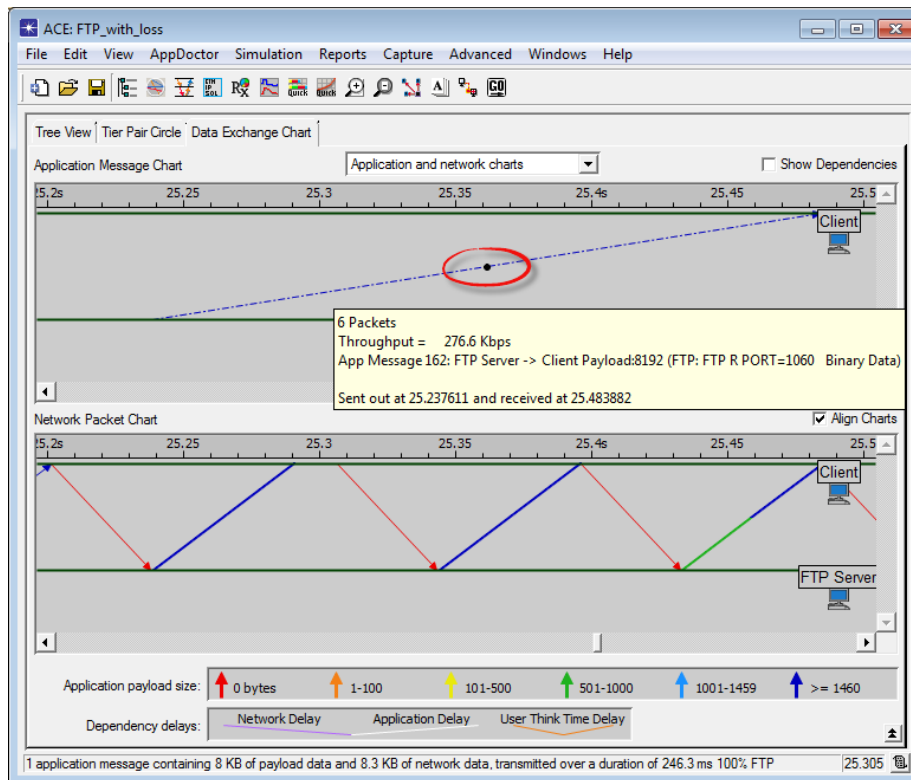 ACE: FTP_with_loss
File Edit View AppDoctor Simulation Reports Capture Advanced Windows Help
Tree View Tier Pair Circle Data Exchange Chart
Application Message Chart Application and network charts Show Dependencies
25.2s 25.25 25.3 25.35 25.4s 25.45 25.5
Client
6 Packets
Throughput = 276.6 Kbps
App Message 162: FTP Server -> Client Payload:8192 (FTP: FTP R PORT=1060 Binary Data)
Sent out at 25.237611 and received at 25.483882
Network Packet Chart Align Charts
25.2s 25.25 25.3 25.35 25.4s 25.45 25.5
Client
FTP Server
Application payload size: 0 bytes 1-100 101-500 501-1000 1001-1459 >= 1460
Dependency delays: Network Delay Application Delay User Think Time Delay
1 application message containing 8 KB of payload data and 8.3 KB of network data, transmitted over a duration of 246.3 ms 100% FTP 25.305